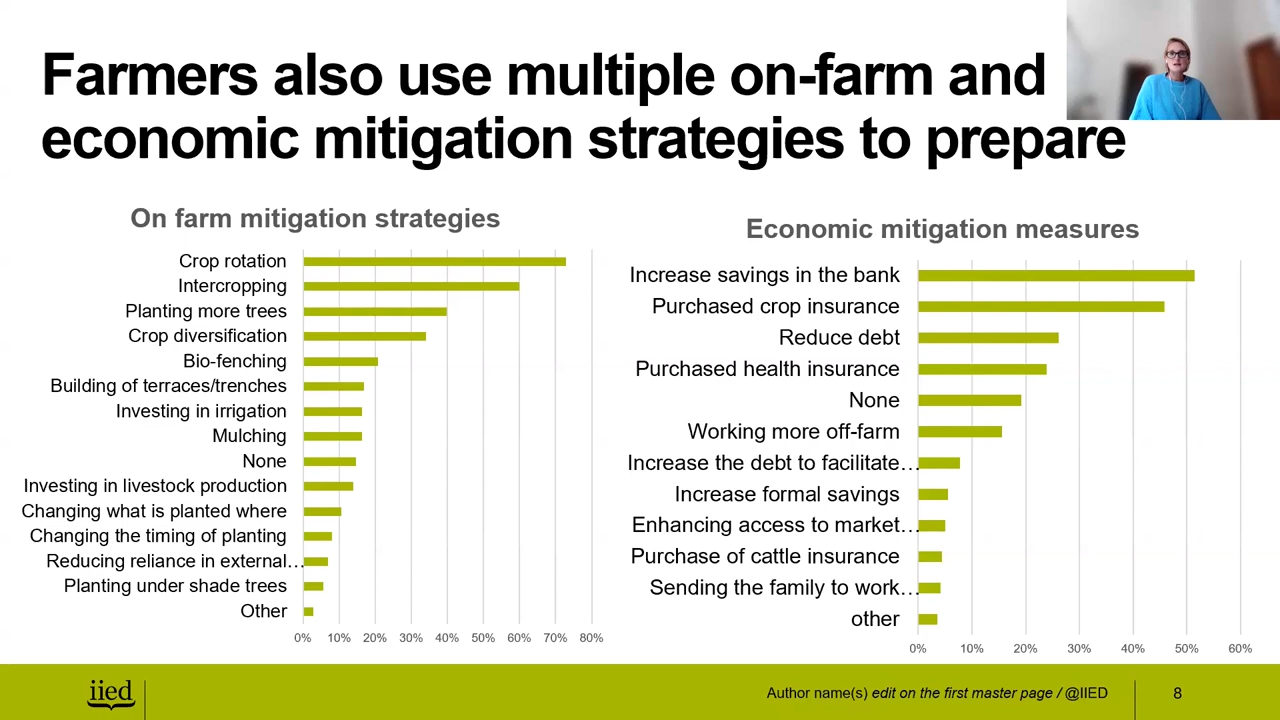 Farmers also use multiple on-farm and
economic mitigation strategies to prepare
On farm mitigation strategies
Crop rotation
Intercropping
Planting more trees
Crop diversification
Bio-fenching
Building of terraces/trenches
Investing in irrigation
Mulching
None
Investing in livestock production
Changing what is planted where
Changing the timing of planting
Reducing reliance in external…
Planting under shade trees
Other
0% 10% 20% 30% 40% 50% 60% 70% 80%
Economic mitigation measures
Increase savings in the bank
Purchased crop insurance
Reduce debt
Purchased health insurance
None
Working more off-farm
Increase the debt to facilitate…
Increase formal savings
Enhancing access to market…
Purchase of cattle insurance
Sending the family to work…
other
0% 10% 20% 30% 40% 50% 60%
iied
Author name(s) edit on the first master page / @IIED
8